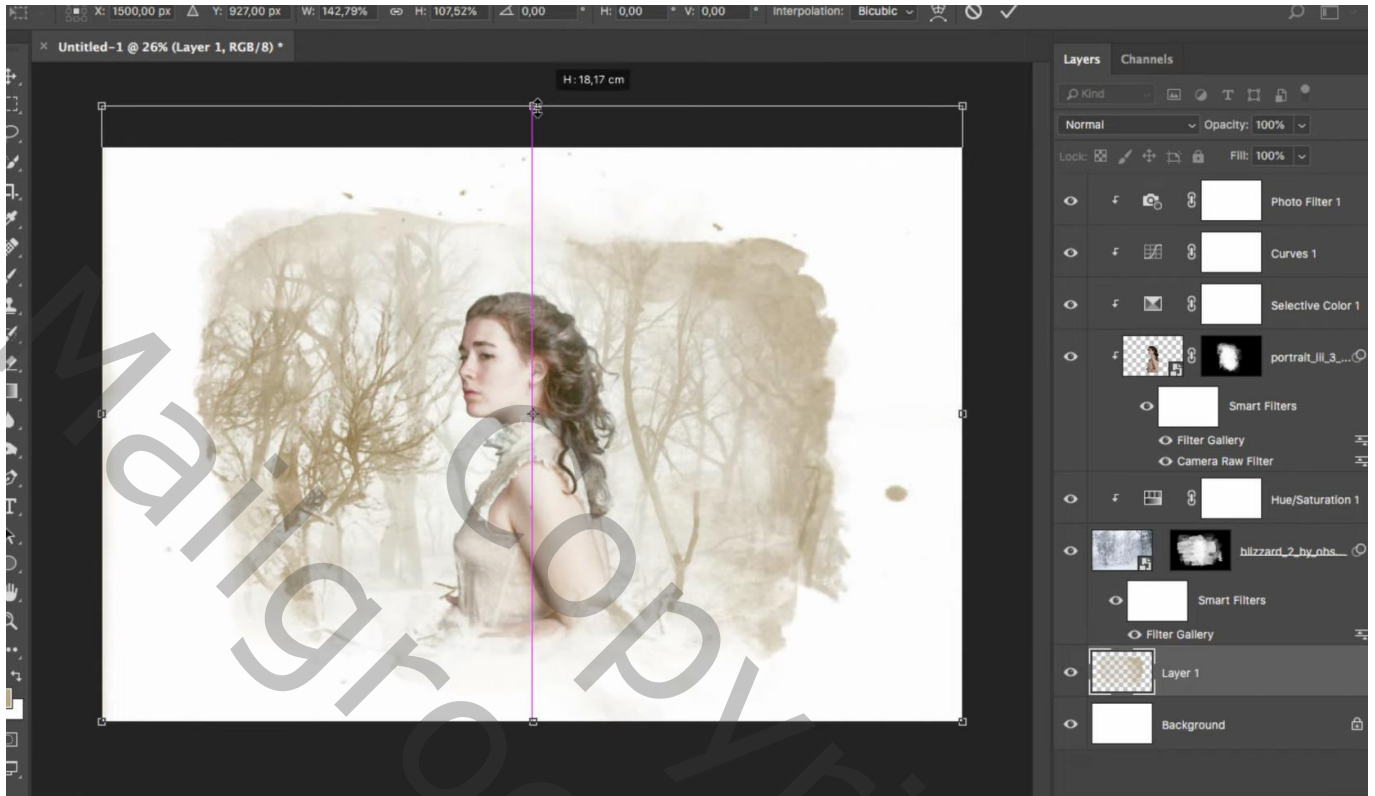 X: 1500,00 px Y: 927,00 px W: 142,79% H: 107,52% 0,00 ° H: 0,00 ° V: 0,00 ° Interpolation: Bicubic
× Untitled-1 @ 26% (Layer 1, RGB/8) *
H: 18,17 cm
Layers Channels
Kind
Normal Opacity: 100%
Lock: Fill: 100%
Photo Filter 1
Curves 1
Selective Color 1
portrait_iii_3_...
Smart Filters
Filter Gallery
Camera Raw Filter
Hue/Saturation 1
blizzard_2_by_obs...
Smart Filters
Filter Gallery
Layer 1
Background
Mailgro
Copyri